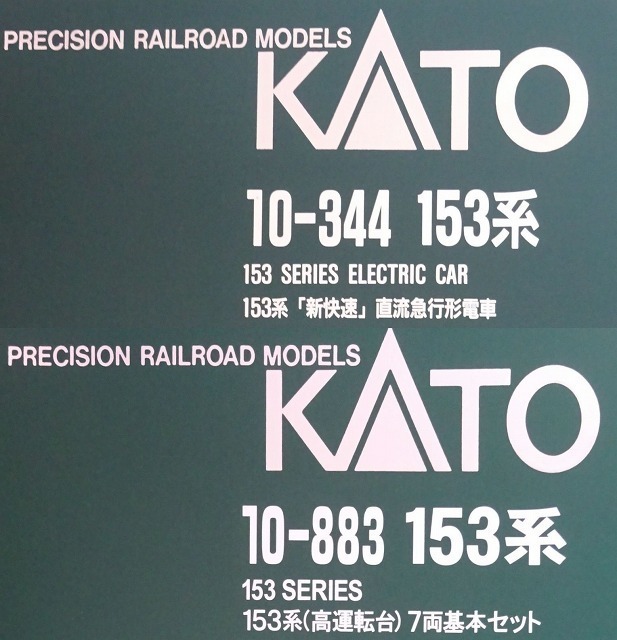 PRECISION RAILROAD MODELS
KATO
10-344 153系
153 SERIES ELECTRIC CAR
153系「新快速」直流急行形電車
PRECISION RAILROAD MODELS
KATO
10-883 153系
153 SERIES
153系(高運転台)7両基本セット